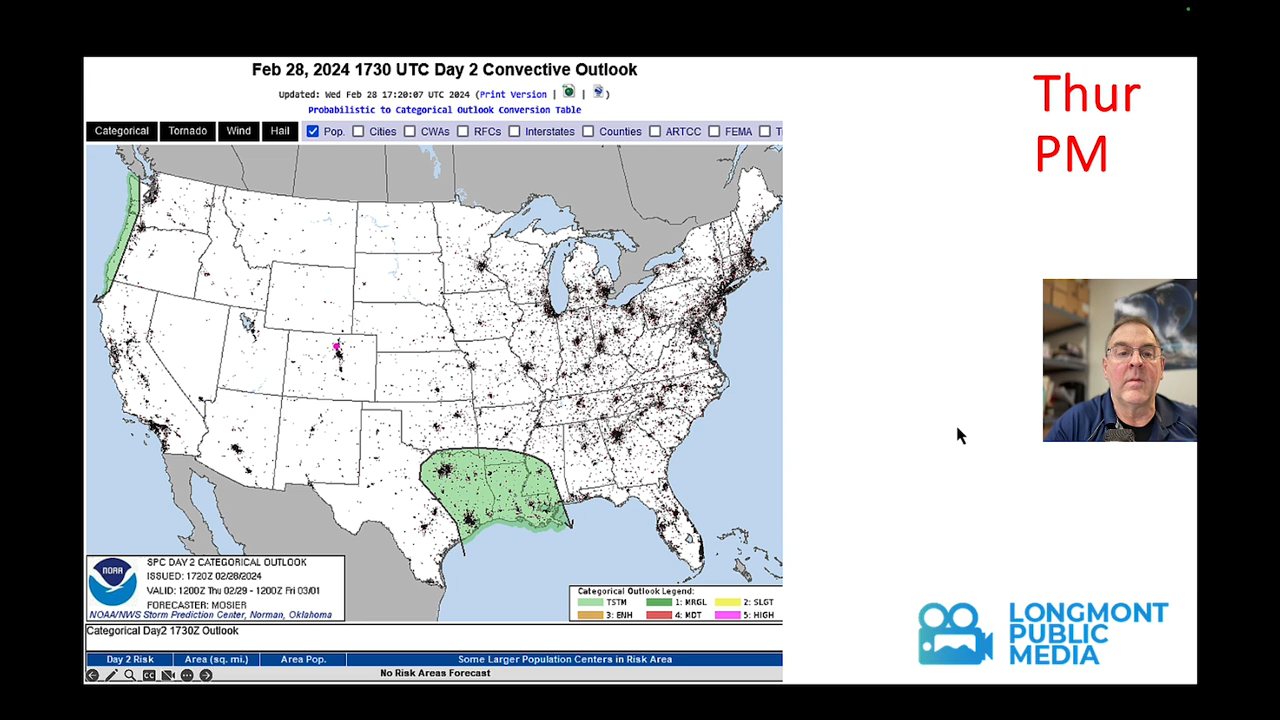 Feb 28, 2024 1730 UTC Day 2 Convective Outlook
Updated: Wed Feb 28 17:20:07 UTC 2024 (Print Version | | )
Probabilistic to Categorical Outlook Conversion Table
Categorical Tornado Wind Hail Pop. Cities CWAs RFCs Interstates Counties ARTCC FEMA T
Thur
PM
NOAA
SPC DAY 2 CATEGORICAL OUTLOOK
ISSUED: 1720Z 02/28/2024
VALID: 1200Z Thu 02/29 - 1200Z Fri 03/01
FORECASTER: MOSIER
NOAA/NWS Storm Prediction Center, Norman, Oklahoma
Categorical Outlook Legend:
TSTM 1: MRGL 2: SLGT
3: ENH 4: MDT 5: HIGH
Categorical Day2 1730Z Outlook
Day 2 Risk Area (sq. mi.) Area Pop. Some Larger Population Centers in Risk Area
No Risk Areas Forecast
CC
LONGMONT
PUBLIC
MEDIA